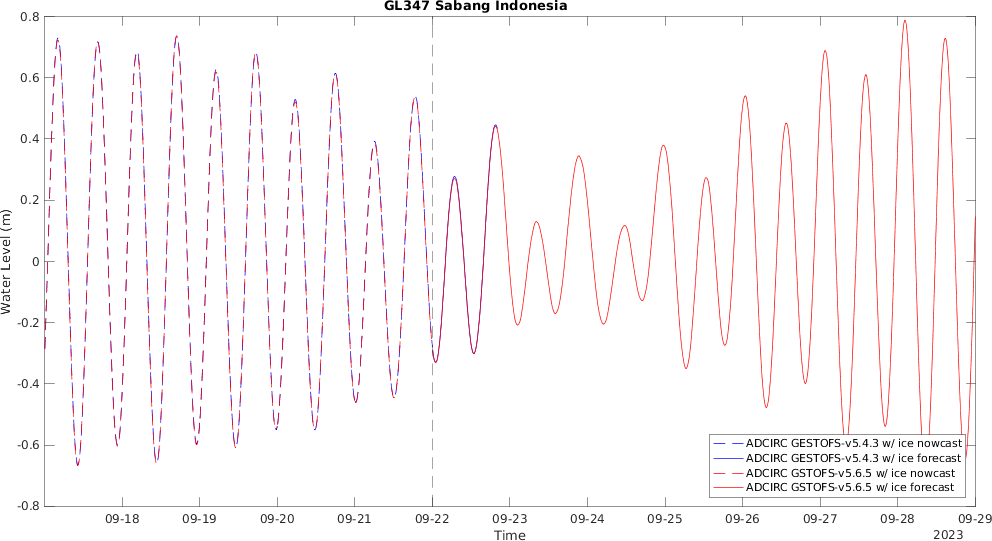 GL347 Sabang Indonesia
0.8
0.6
0.4
0.2
0
-0.2
-0.4
-0.6
-0.8
Water Level (m)
ADCIRC GESTOFS-v5.4.3 w/ ice nowcast
ADCIRC GESTOFS-v5.4.3 w/ ice forecast
ADCIRC GSTOFS-v5.6.5 w/ ice nowcast
ADCIRC GSTOFS-v5.6.5 w/ ice forecast
09-18 09-19 09-20 09-21 09-22 09-23 09-24 09-25 09-26 09-27 09-28 09-29
Time
2023